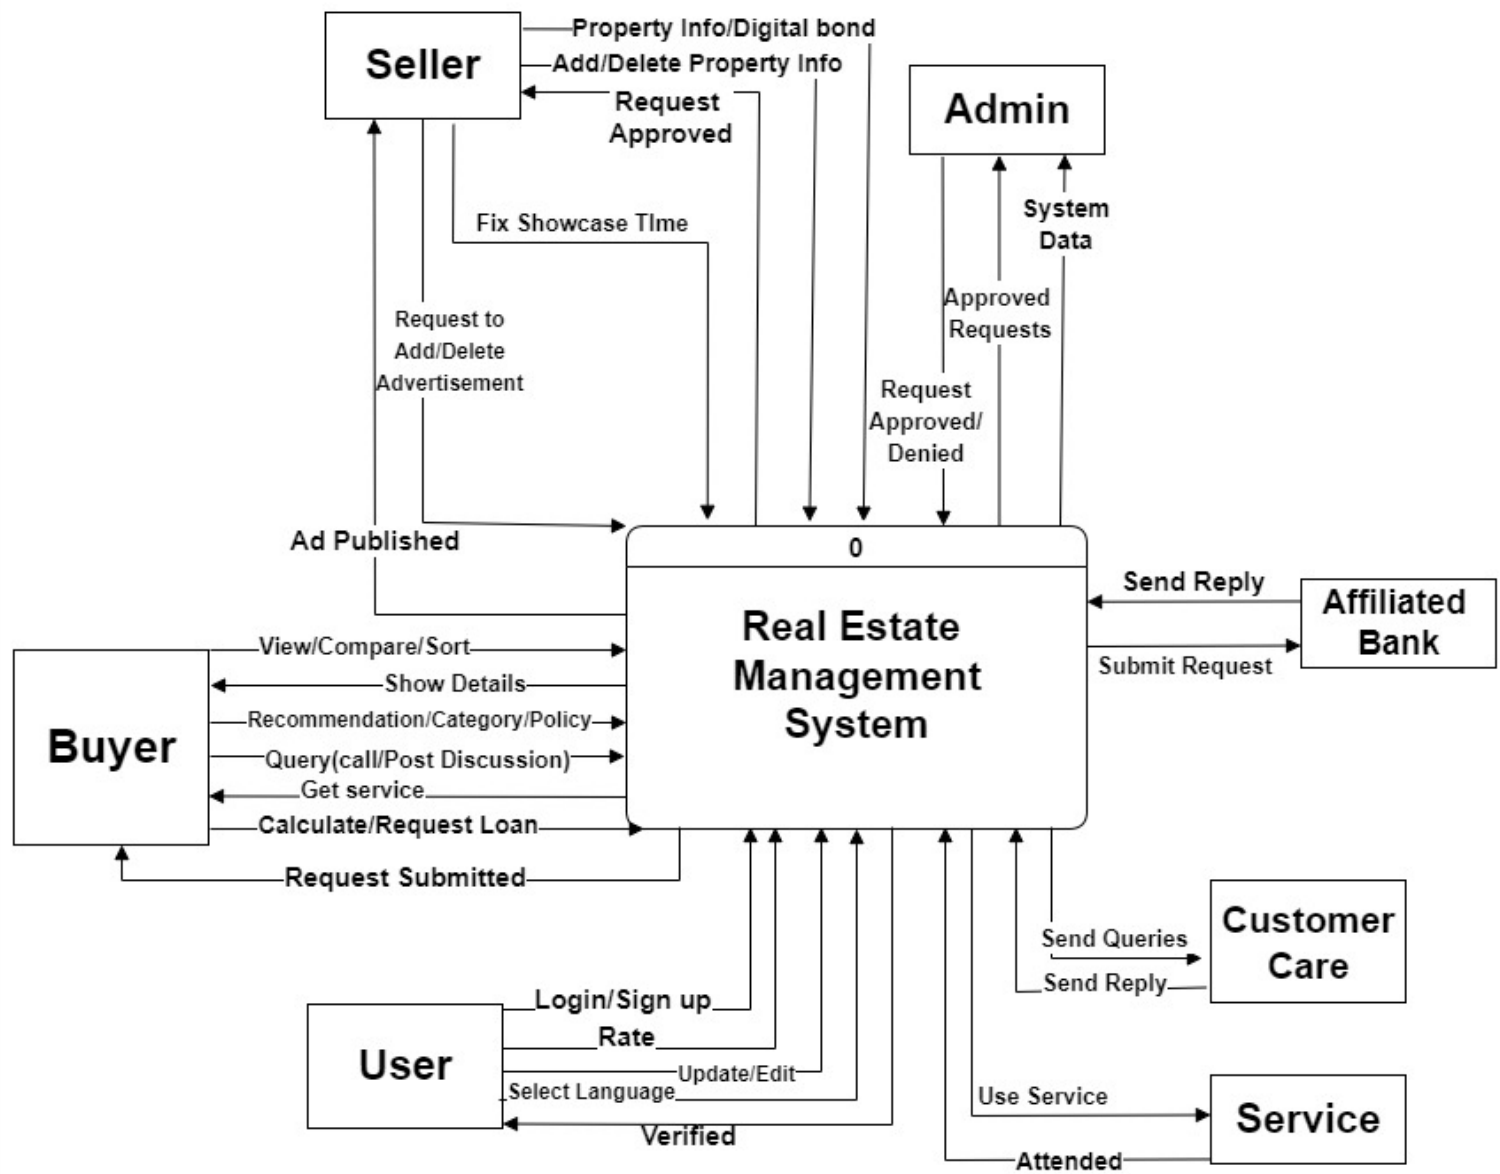 Seller
Property Info/Digital bond
Add/Delete Property Info
Request
Approved
Admin
System
Data
Fix Showcase TIme
Approved
Requests
Request to
Add/Delete
Advertisement
Request
Approved/
Denied
Ad Published
0
Real Estate
Management
System
Send Reply
Submit Request
Affiliated
Bank
Buyer
View/Compare/Sort
Show Details
Recommendation/Category/Policy
Query(call/Post Discussion)
Get service
Calculate/Request Loan
Request Submitted
Send Queries
Send Reply
Customer
Care
User
Login/Sign up
Rate
Update/Edit
Select Language
Verified
Use Service
Attended
Service